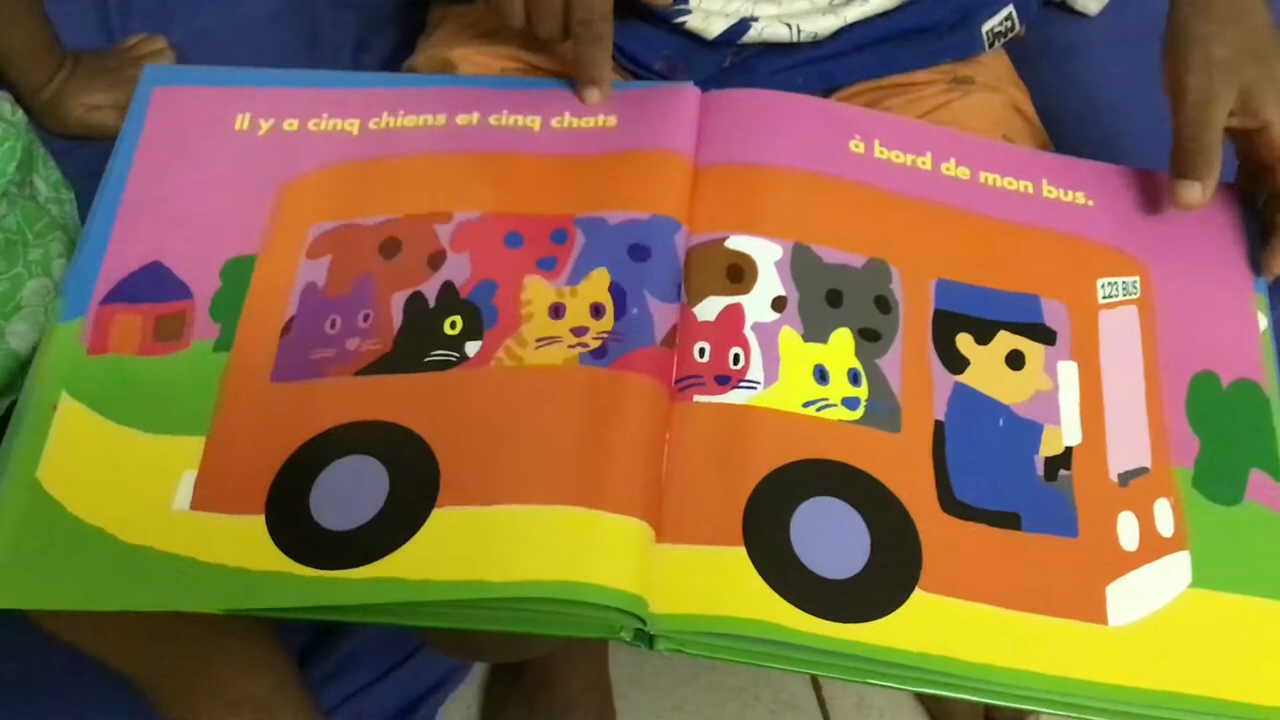 Il y a cinq chiens et cinq chats
à bord de mon bus.
123 BUS